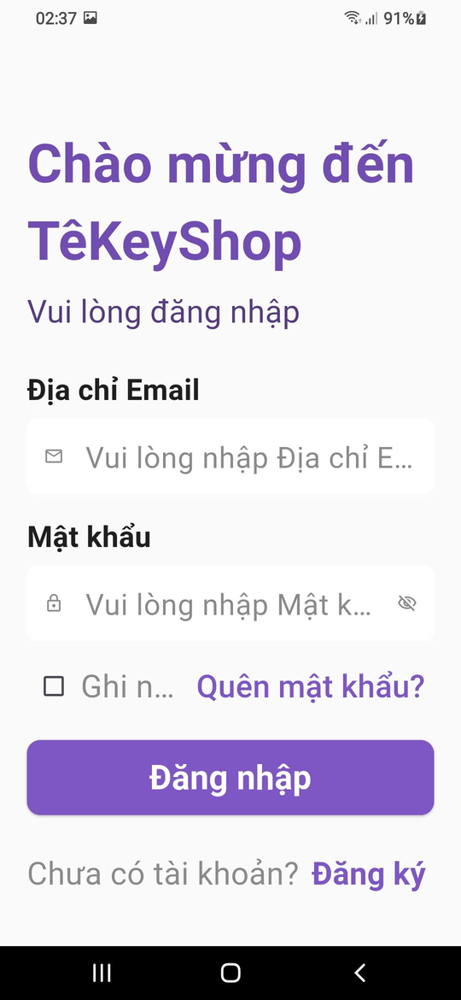 02:37 91%
Chào mừng đến
TêKeyShop
Vui lòng đăng nhập
Địa chỉ Email
Vui lòng nhập Địa chỉ E...
Mật khẩu
Vui lòng nhập Mật k...
Ghi n... Quên mật khẩu?
Đăng nhập
Chưa có tài khoản? Đăng ký